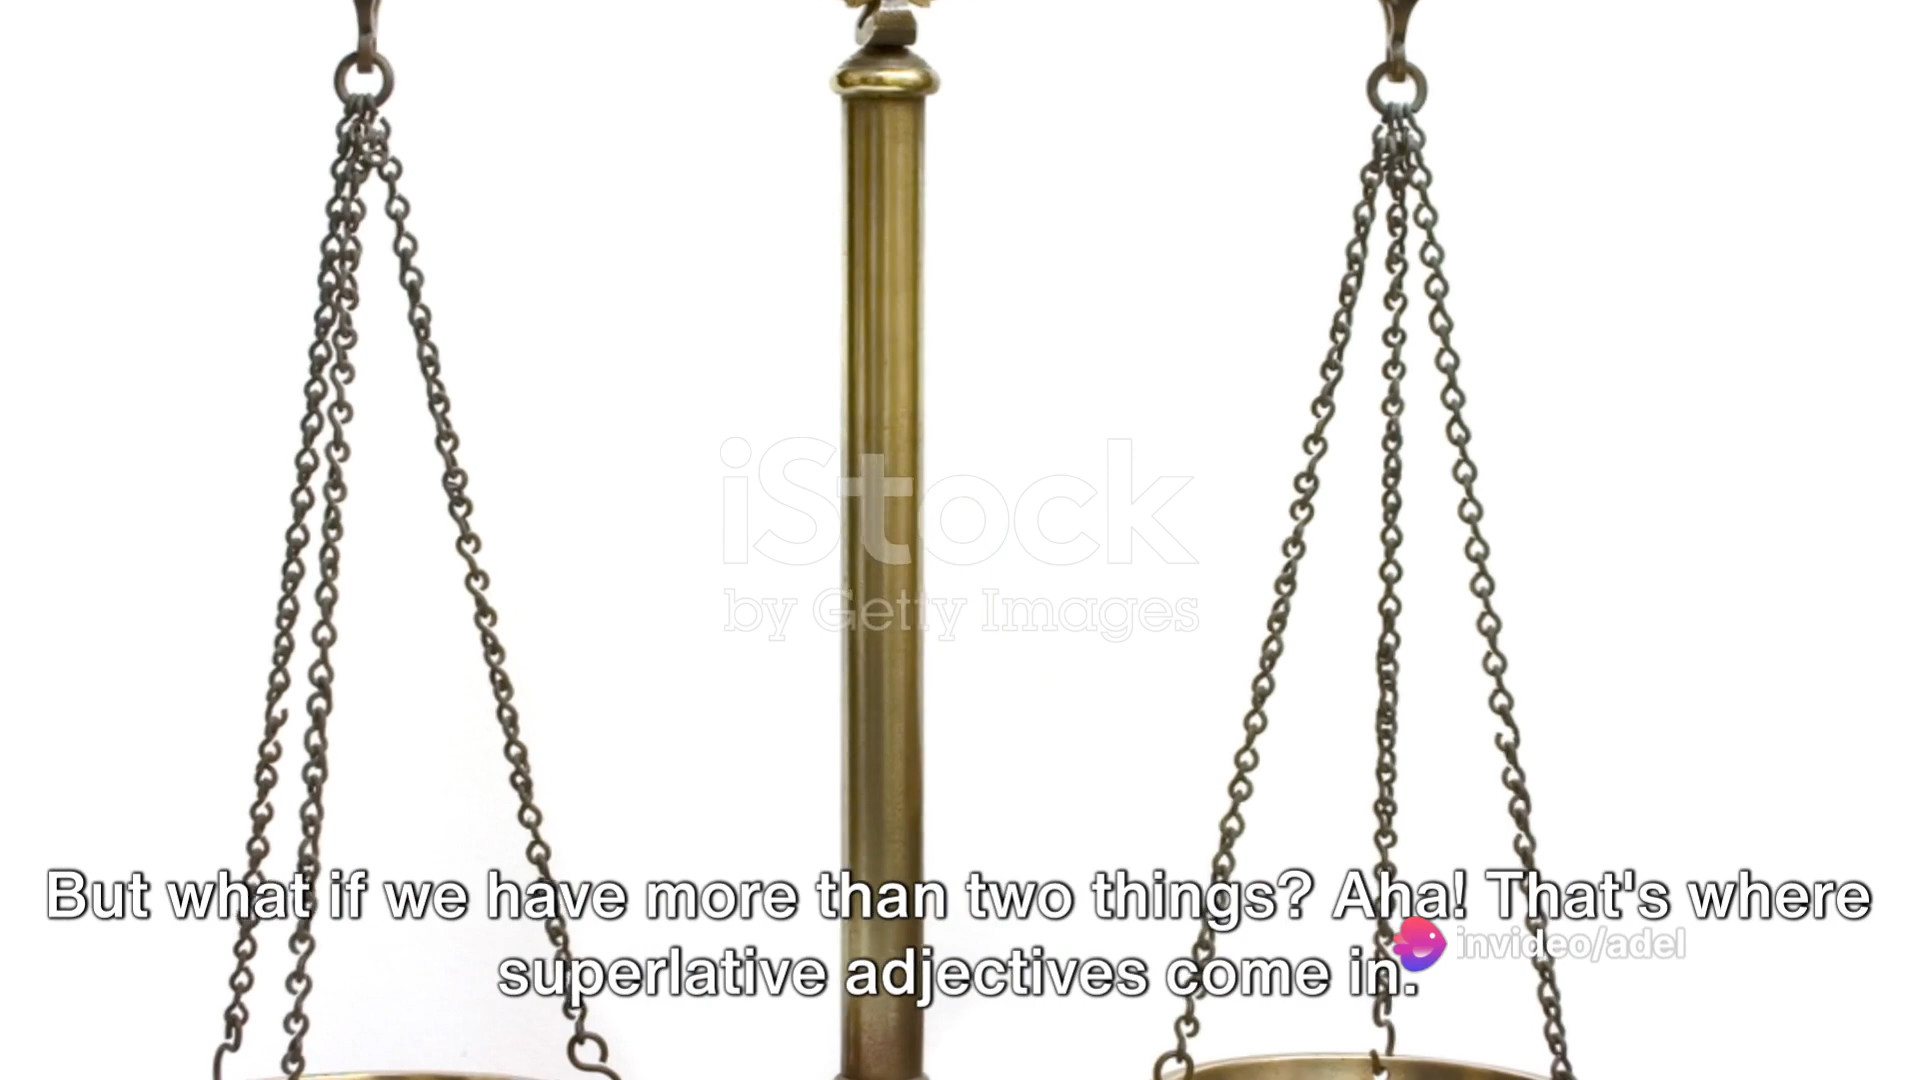 iStock
by Getty Images
But what if we have more than two things? Aha! That's where
superlative adjectives come in.
invideo/adel